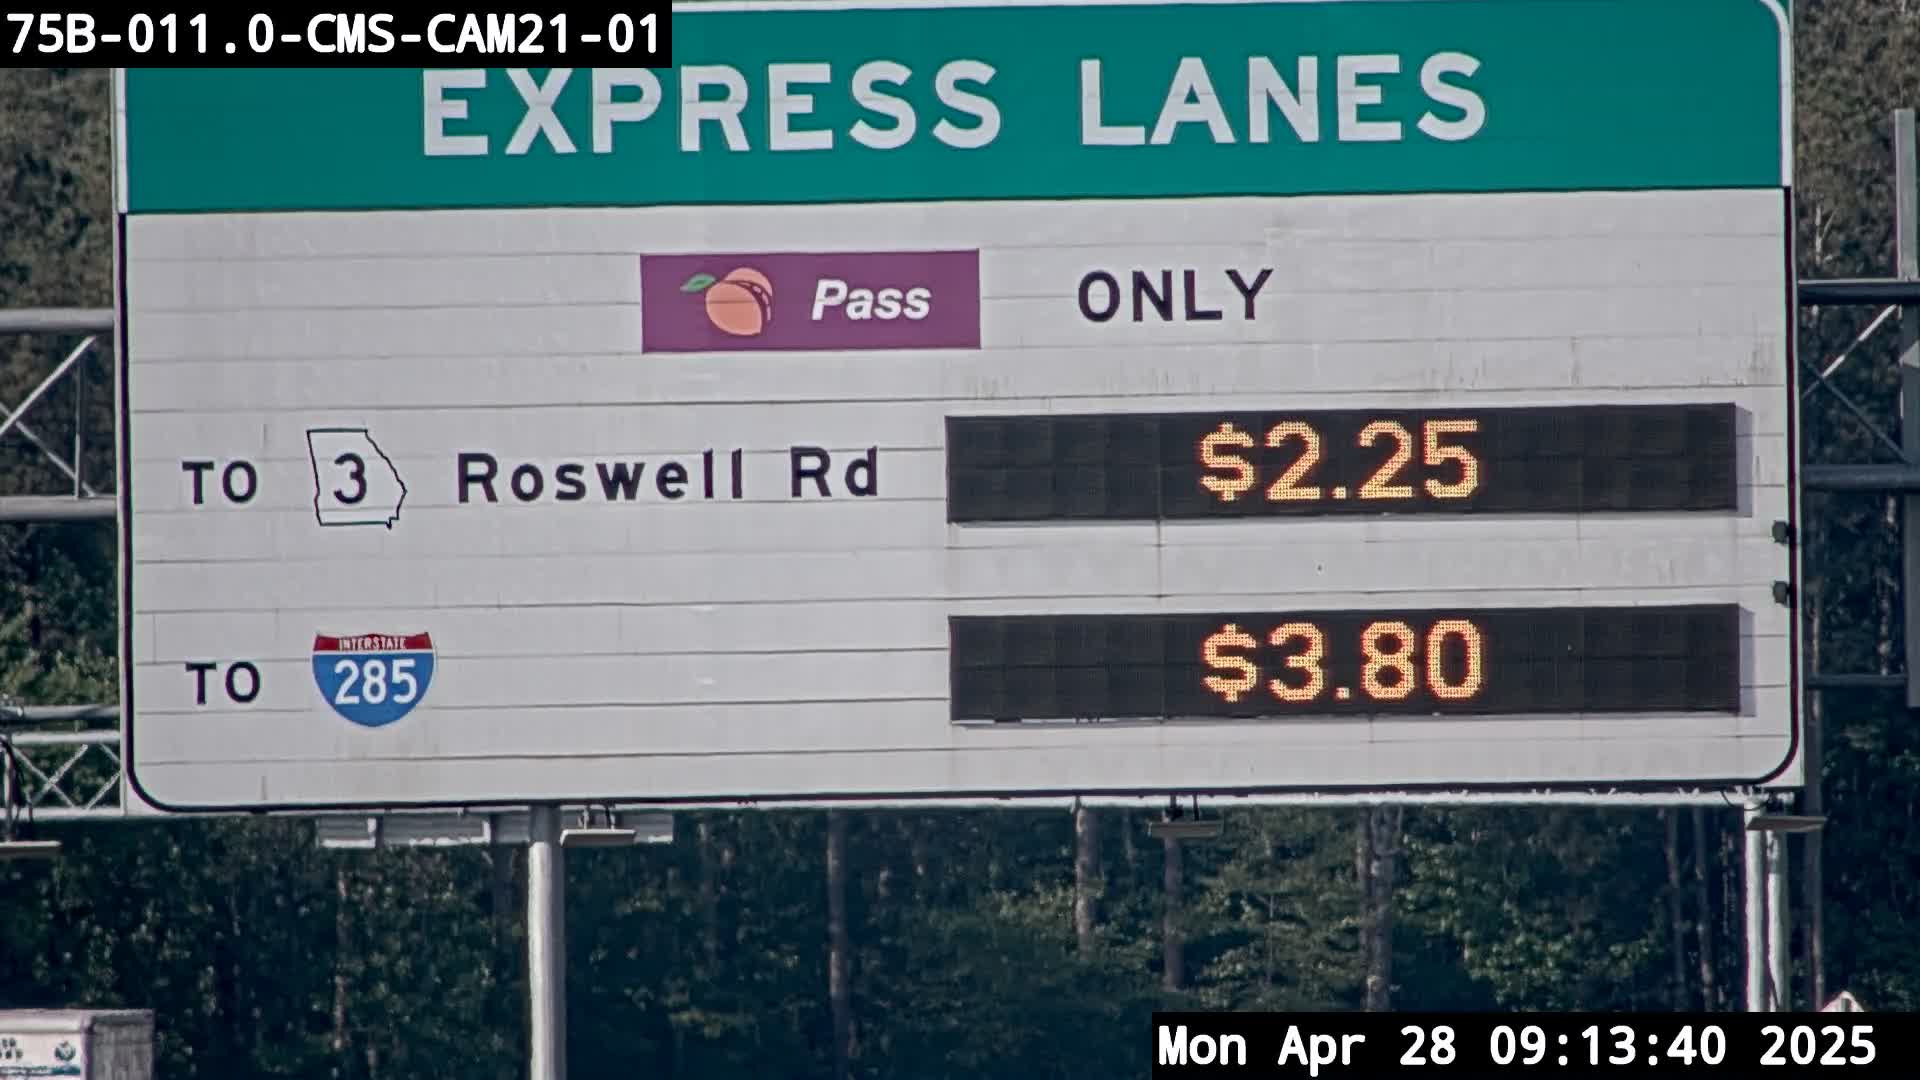 75B-011.0-CMS-CAM21-01
EXPRESS LANES
Pass ONLY
TO 3 Roswell Rd $2.25
INTERSTATE
TO 285 $3.80
Mon Apr 28 09:13:40 2025